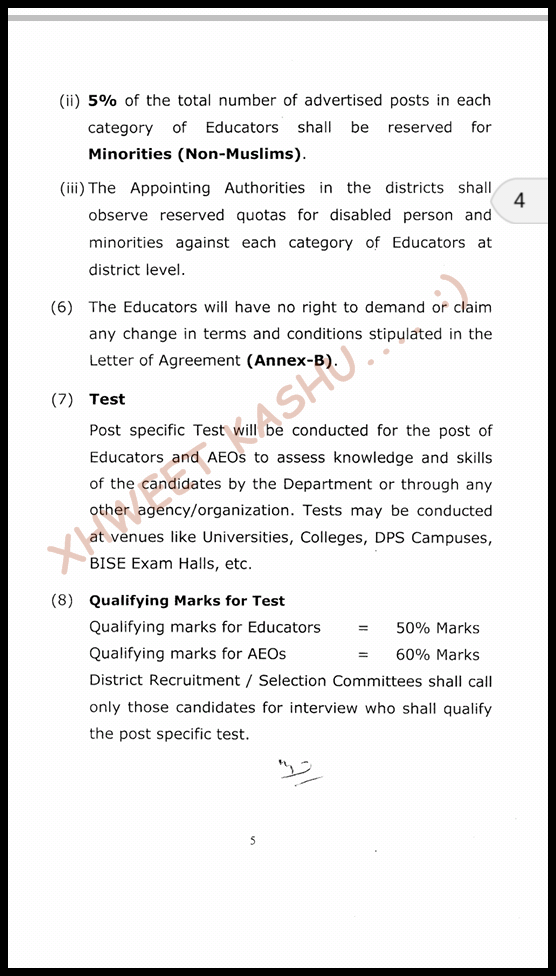 (ii) 5% of the total number of advertised posts in each
category of Educators shall be reserved for
Minorities (Non-Muslims).
(iii) The Appointing Authorities in the districts shall
observe reserved quotas for disabled person and
minorities against each category of Educators at
district level.
4
(6) The Educators will have no right to demand or claim
any change in terms and conditions stipulated in the
Letter of Agreement (Annex-B).
(7) Test
Post specific Test will be conducted for the post of
Educators and AEOs to assess knowledge and skills
of the candidates by the Department or through any
other agency/organization. Tests may be conducted
at venues like Universities, Colleges, DPS Campuses,
BISE Exam Halls, etc.
(8) Qualifying Marks for Test
Qualifying marks for Educators = 50% Marks
Qualifying marks for AEOs = 60% Marks
District Recruitment / Selection Committees shall call
only those candidates for interview who shall qualify
the post specific test.
5
XHWEET KASHU.... :)